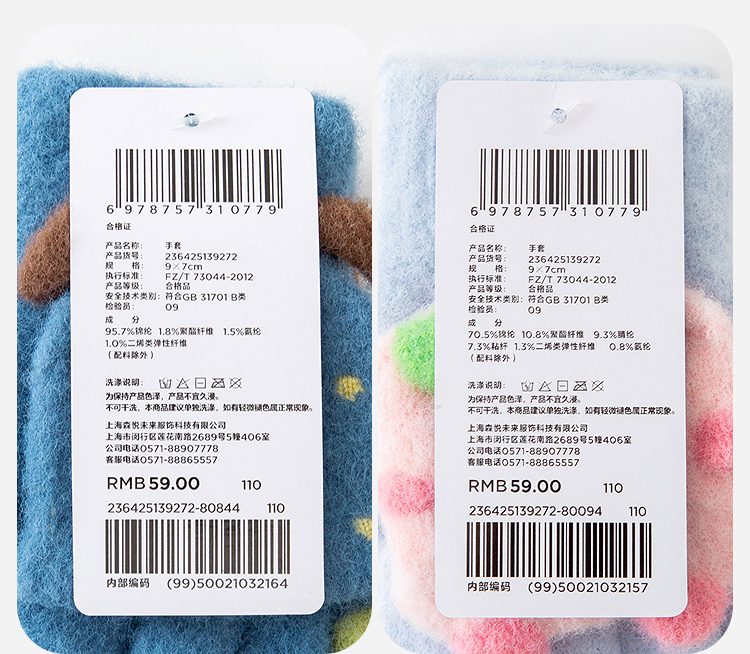 6 978757 310779
合格证
产品名称： 手套
产品货号： 236425139272
规 格： 9×7cm
执行标准： FZ/T 73044-2012
产品等级： 合格品
安全技术类别： 符合GB 31701 B类
检验员： 09
成 分
95.7%锦纶 1.8%聚酯纤维 1.5%氨纶
1.0%二烯类弹性纤维
（配料除外）
洗涤说明：
为保持产品色泽，产品不宜久浸。
不可干洗，本商品建议单独洗涤，如有轻微褪色属正常现象。
上海森悦未来服饰科技有限公司
上海市闵行区莲花南路2689号5幢406室
公司电话0571-88907778
客服电话0571-88865557
RMB 59.00 110
236425139272-80844 110
内部编码 (99)50021032164
6 978757 310779
合格证
产品名称： 手套
产品货号： 236425139272
规 格： 9×7cm
执行标准： FZ/T 73044-2012
产品等级： 合格品
安全技术类别： 符合GB 31701 B类
检验员： 09
成 分
70.5%锦纶 10.8%聚酯纤维 9.3%腈纶
7.3%粘纤 1.3%二烯类弹性纤维 0.8%氨纶
（配料除外）
洗涤说明：
为保持产品色泽，产品不宜久浸。
不可干洗，本商品建议单独洗涤，如有轻微褪色属正常现象。
上海森悦未来服饰科技有限公司
上海市闵行区莲花南路2689号5幢406室
公司电话0571-88907778
客服电话0571-88865557
RMB 59.00 110
236425139272-80094 110
内部编码 (99)50021032157